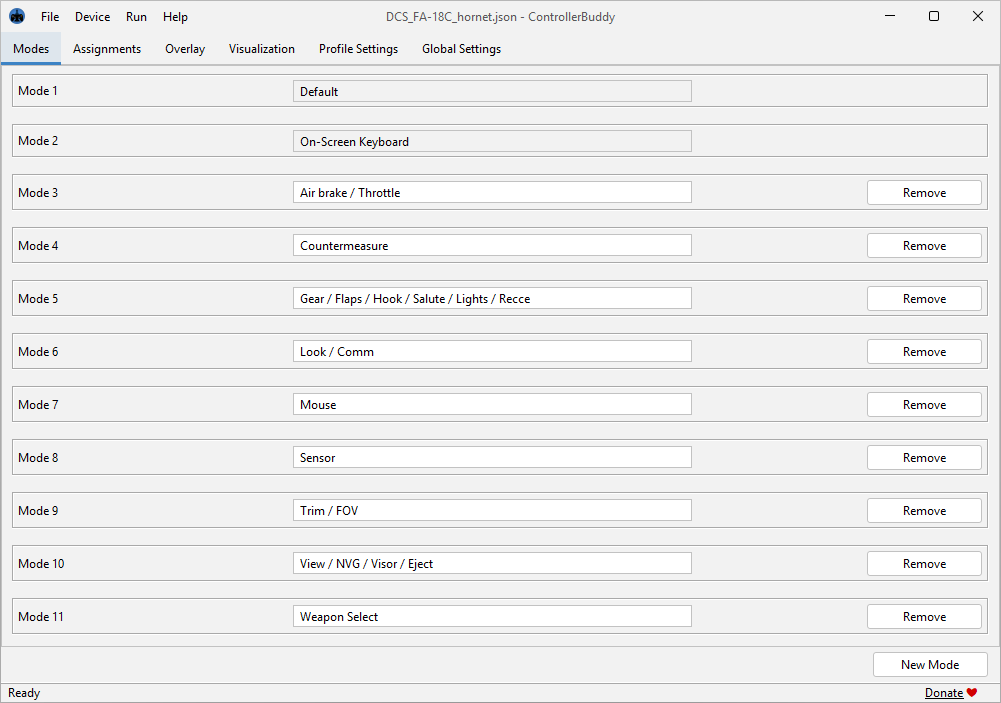 File Device Run Help DCS_FA-18C_hornet.json - ControllerBuddy
Modes Assignments Overlay Visualization Profile Settings Global Settings
Mode 1 Default
Mode 2 On-Screen Keyboard
Mode 3 Air brake / Throttle Remove
Mode 4 Countermeasure Remove
Mode 5 Gear / Flaps / Hook / Salute / Lights / Recce Remove
Mode 6 Look / Comm Remove
Mode 7 Mouse Remove
Mode 8 Sensor Remove
Mode 9 Trim / FOV Remove
Mode 10 View / NVG / Visor / Eject Remove
Mode 11 Weapon Select Remove
New Mode
Ready Donate